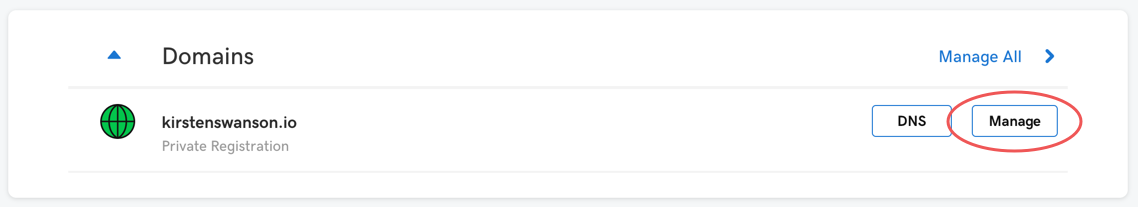 Domains
Manage All
kirstenswanson.io
Private Registration
DNS
Manage